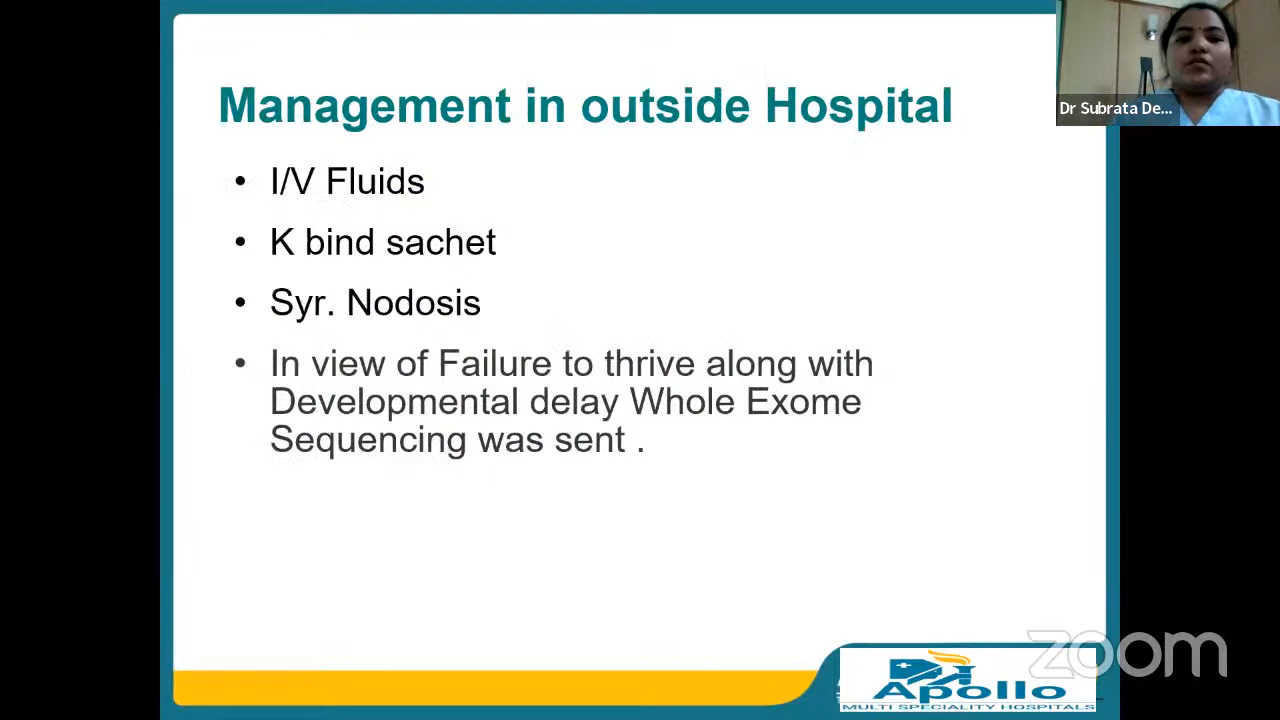 Management in outside Hospital
Dr Subrata De...
• I/V Fluids
• K bind sachet
• Syr. Nodosis
• In view of Failure to thrive along with
Developmental delay Whole Exome
Sequencing was sent .
zoom
Apollo
MULTI SPECIALITY HOSPITALS